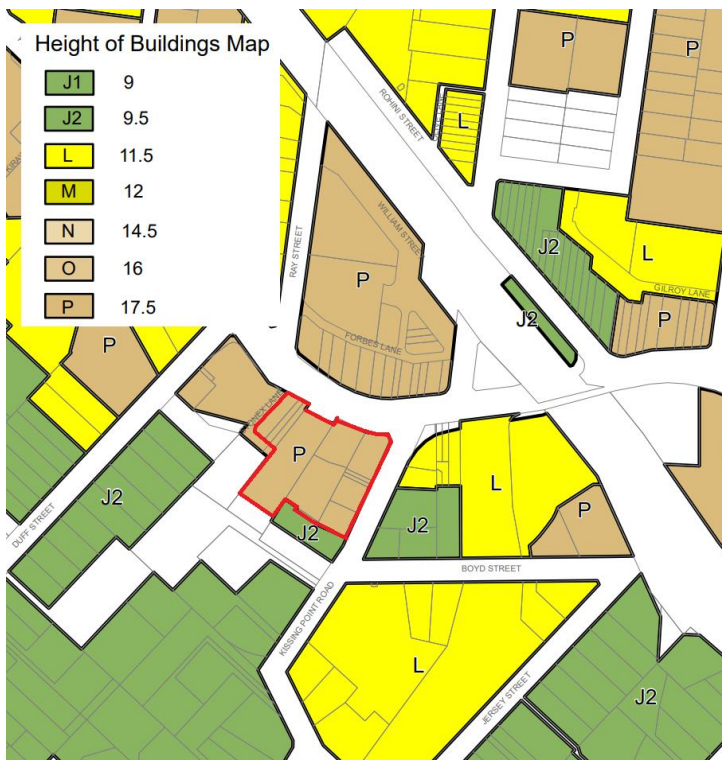 Height of Buildings Map
J1 9
J2 9.5
L 11.5
M 12
N 14.5
O 16
P 17.5
P
P
ROHINI STREET
L
WILLIAM STREET
RAY STREET
P
J2
L
GILROY LANE
P
J2
FORBES LANE
P
P
L
P
J2
J2
J2
DUFF STREET
BOYD STREET
KISSING POINT ROAD
L
JERSEY STREET
J2